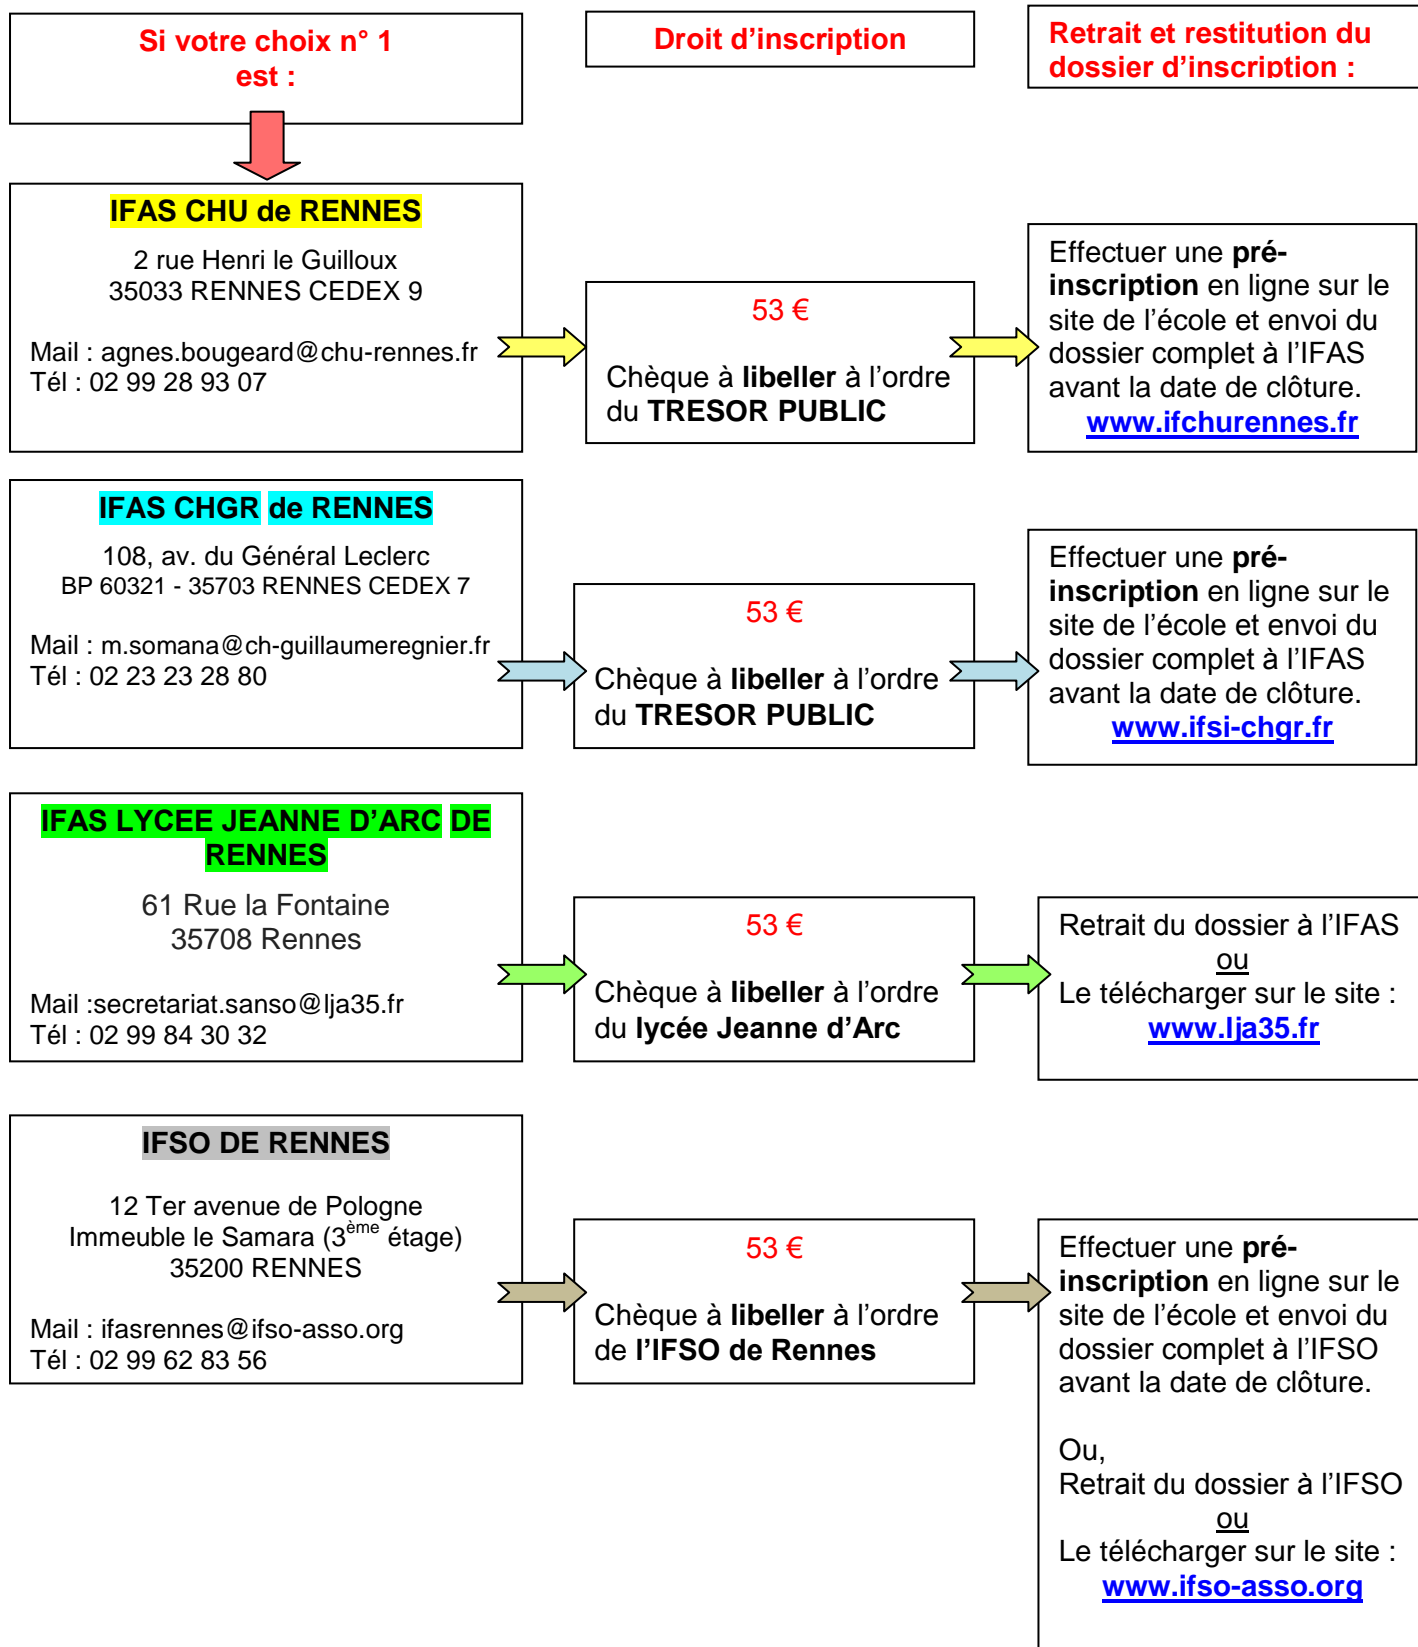 Si votre choix n° 1
est :
Droit d’inscription
Retrait et restitution du
dossier d’inscription :
IFAS CHU de RENNES
2 rue Henri le Guilloux
35033 RENNES CEDEX 9
Mail : agnes.bougeard@chu-rennes.fr
Tél : 02 99 28 93 07
53 €
Chèque à libeller à l’ordre
du TRESOR PUBLIC
Effectuer une pré-
inscription en ligne sur le
site de l’école et envoi du
dossier complet à l’IFAS
avant la date de clôture.
www.ifchurennes.fr
IFAS CHGR de RENNES
108, av. du Général Leclerc
BP 60321 - 35703 RENNES CEDEX 7
Mail : m.somana@ch-guillaumeregnier.fr
Tél : 02 23 23 28 80
53 €
Chèque à libeller à l’ordre
du TRESOR PUBLIC
Effectuer une pré-
inscription en ligne sur le
site de l’école et envoi du
dossier complet à l’IFAS
avant la date de clôture.
www.ifsi-chgr.fr
IFAS LYCEE JEANNE D’ARC DE
RENNES
61 Rue la Fontaine
35708 Rennes
Mail :secretariat.sanso@lja35.fr
Tél : 02 99 84 30 32
53 €
Chèque à libeller à l’ordre
du lycée Jeanne d’Arc
Retrait du dossier à l’IFAS
ou
Le télécharger sur le site :
www.lja35.fr
IFSO DE RENNES
12 Ter avenue de Pologne
Immeuble le Samara (3ème étage)
35200 RENNES
Mail : ifasrennes@ifso-asso.org
Tél : 02 99 62 83 56
53 €
Chèque à libeller à l’ordre
de l’IFSO de Rennes
Effectuer une pré-
inscription en ligne sur le
site de l’école et envoi du
dossier complet à l’IFSO
avant la date de clôture.
Ou,
Retrait du dossier à l’IFSO
ou
Le télécharger sur le site :
www.ifso-asso.org